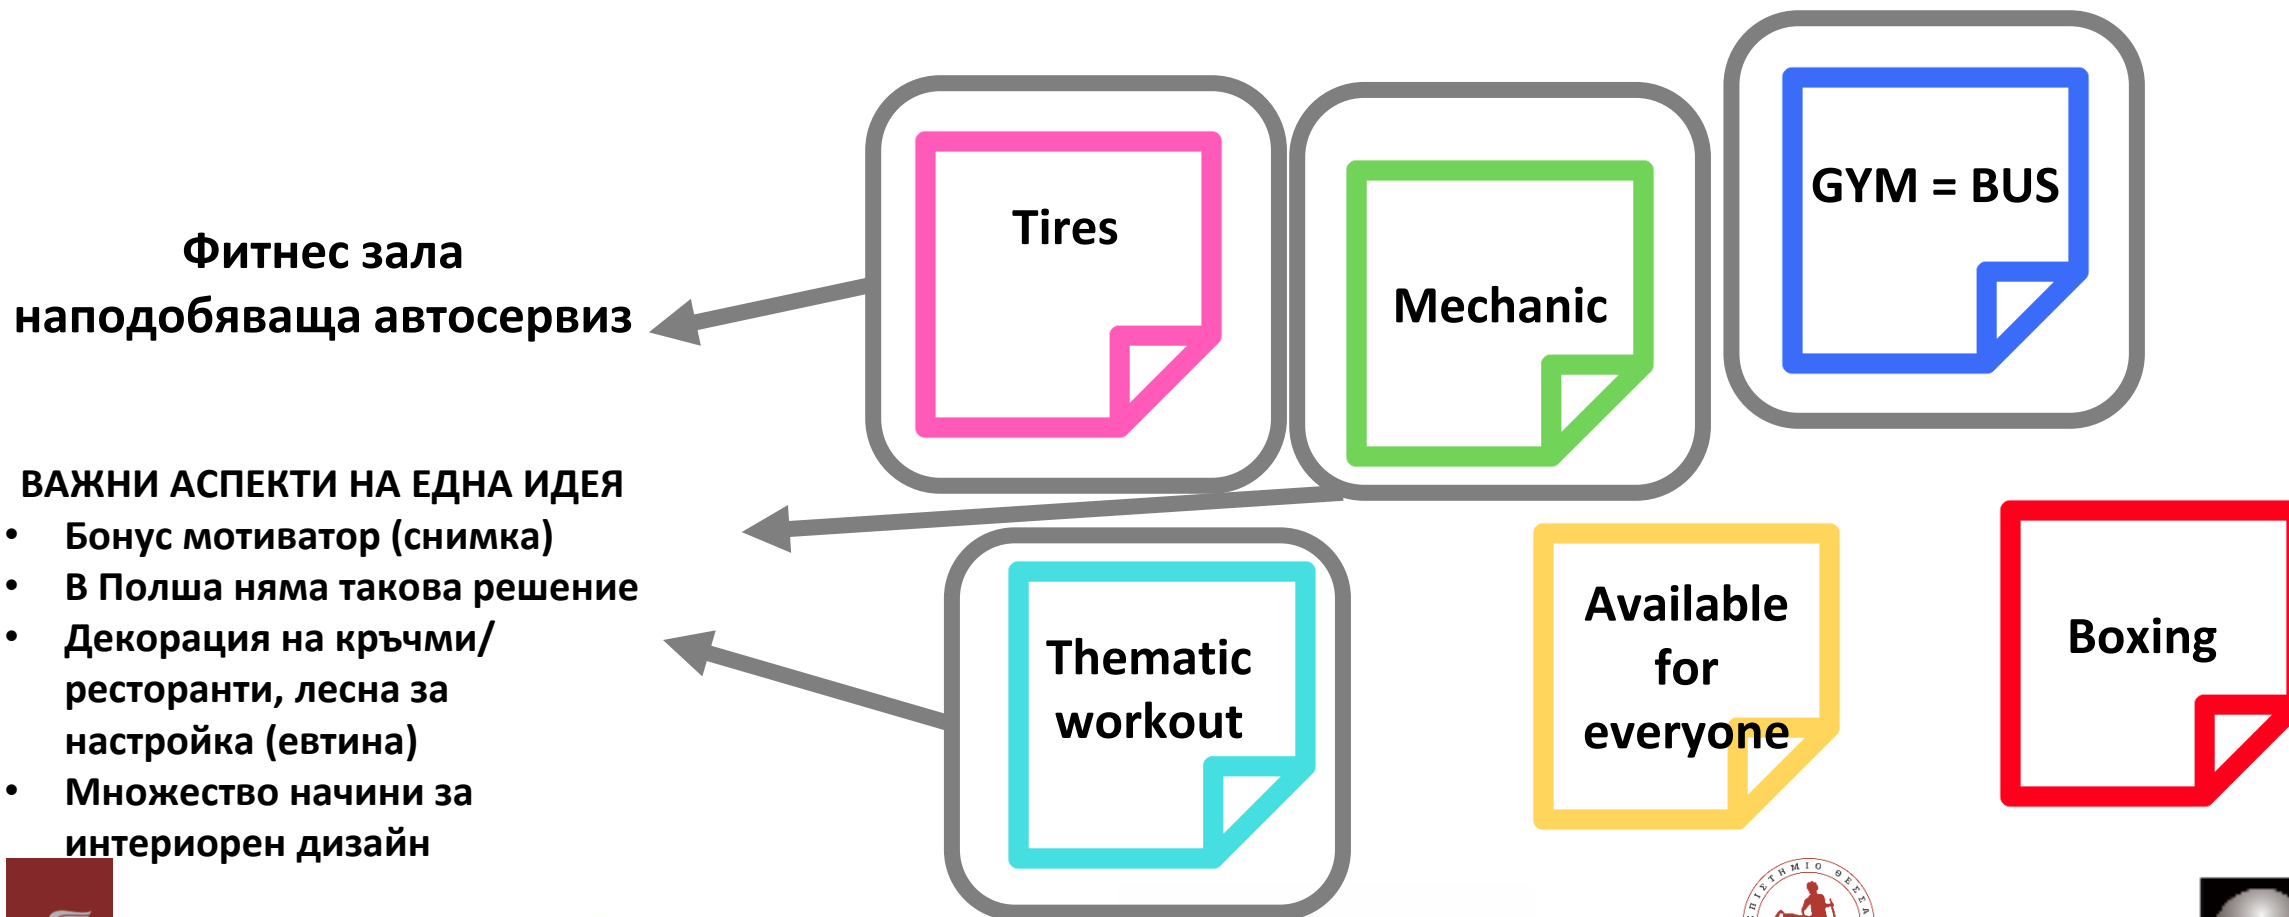 Фитнес зала
наподобяваща автосервиз
ВАЖНИ АСПЕКТИ НА ЕДНА ИДЕЯ
• Бонус мотиватор (снимка)
• В Полша няма такова решение
• Декорация на кръчми/
ресторанти, лесна за
настройка (евтина)
• Множество начини за
интериорен дизайн
Tires
Mechanic
GYM = BUS
Thematic
workout
Available
for
everyone
Boxing